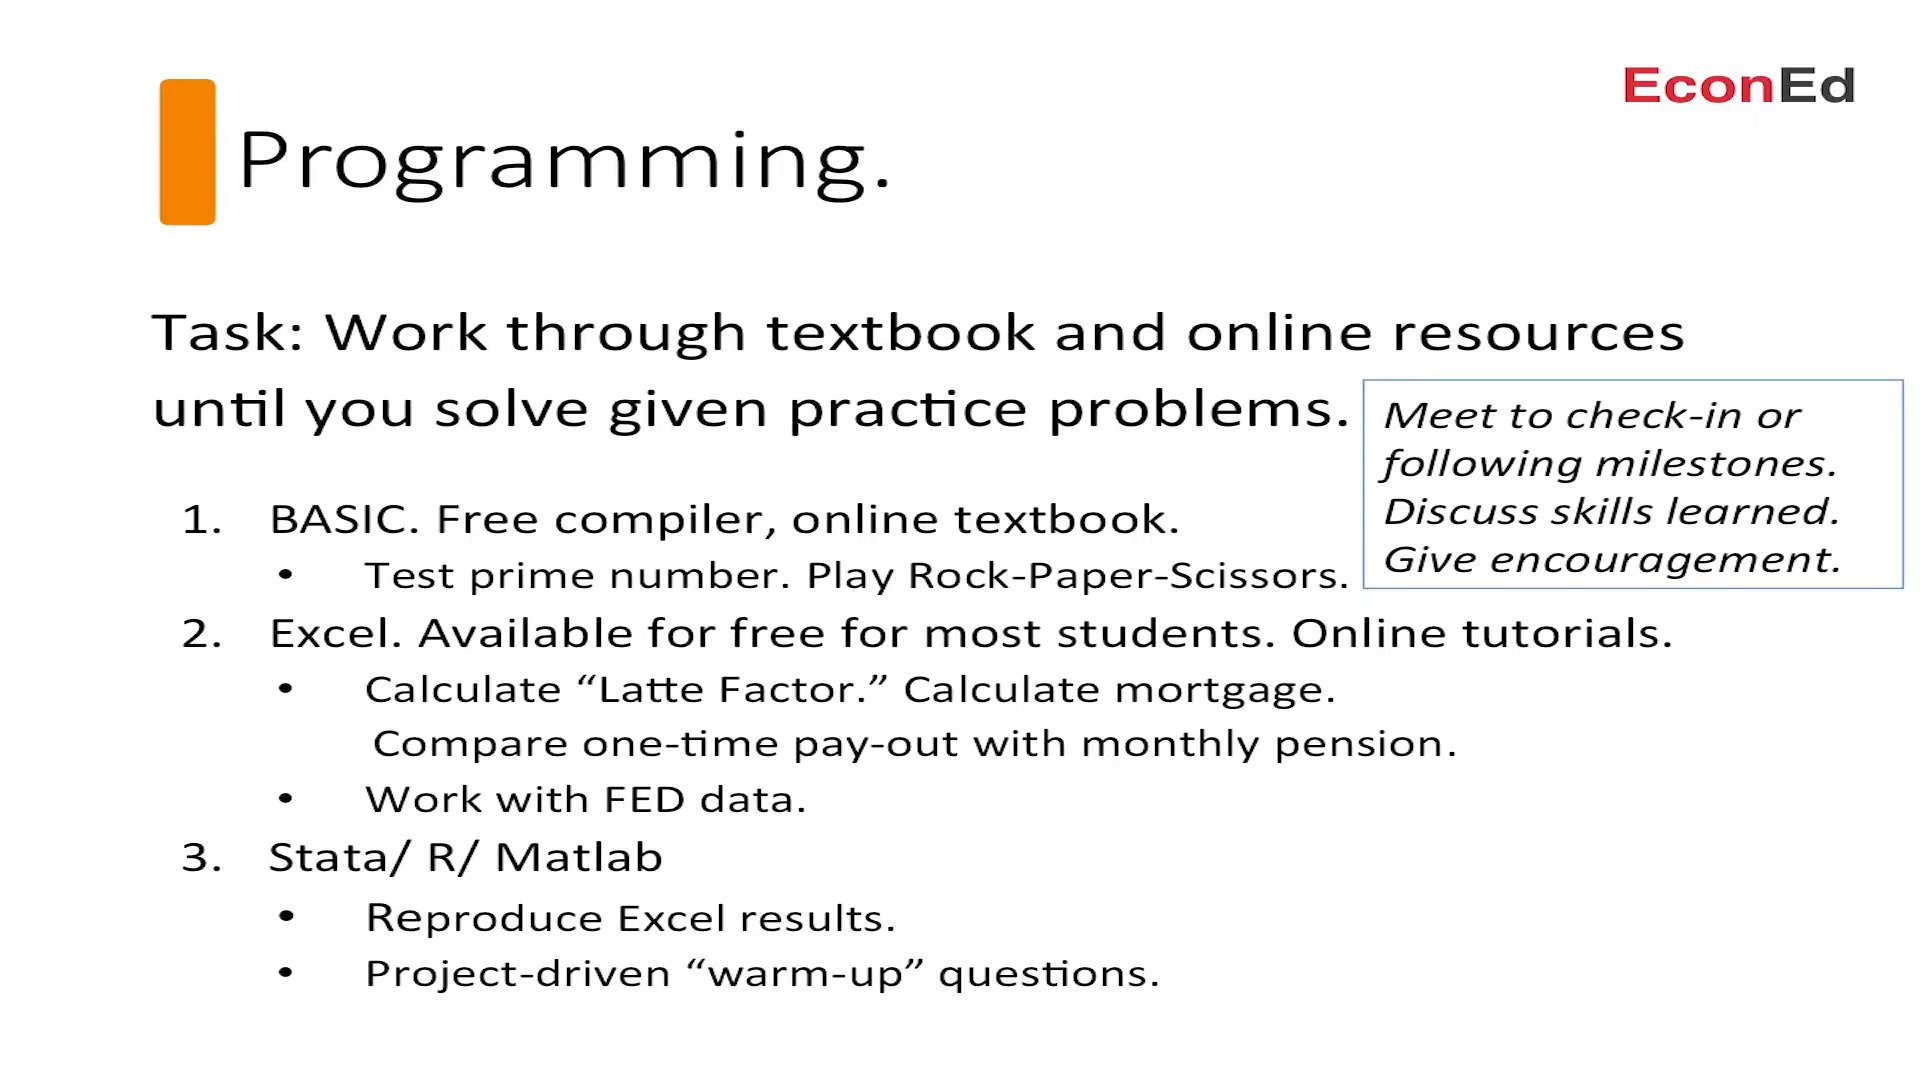 EconEd
Programming.
Task: Work through textbook and online resources
until you solve given practice problems.
Meet to check-in or
following milestones.
Discuss skills learned.
Give encouragement.
1. BASIC. Free compiler, online textbook.
• Test prime number. Play Rock-Paper-Scissors.
2. Excel. Available for free for most students. Online tutorials.
• Calculate “Latte Factor.” Calculate mortgage.
Compare one-time pay-out with monthly pension.
• Work with FED data.
3. Stata/ R/ Matlab
• Reproduce Excel results.
• Project-driven “warm-up” questions.